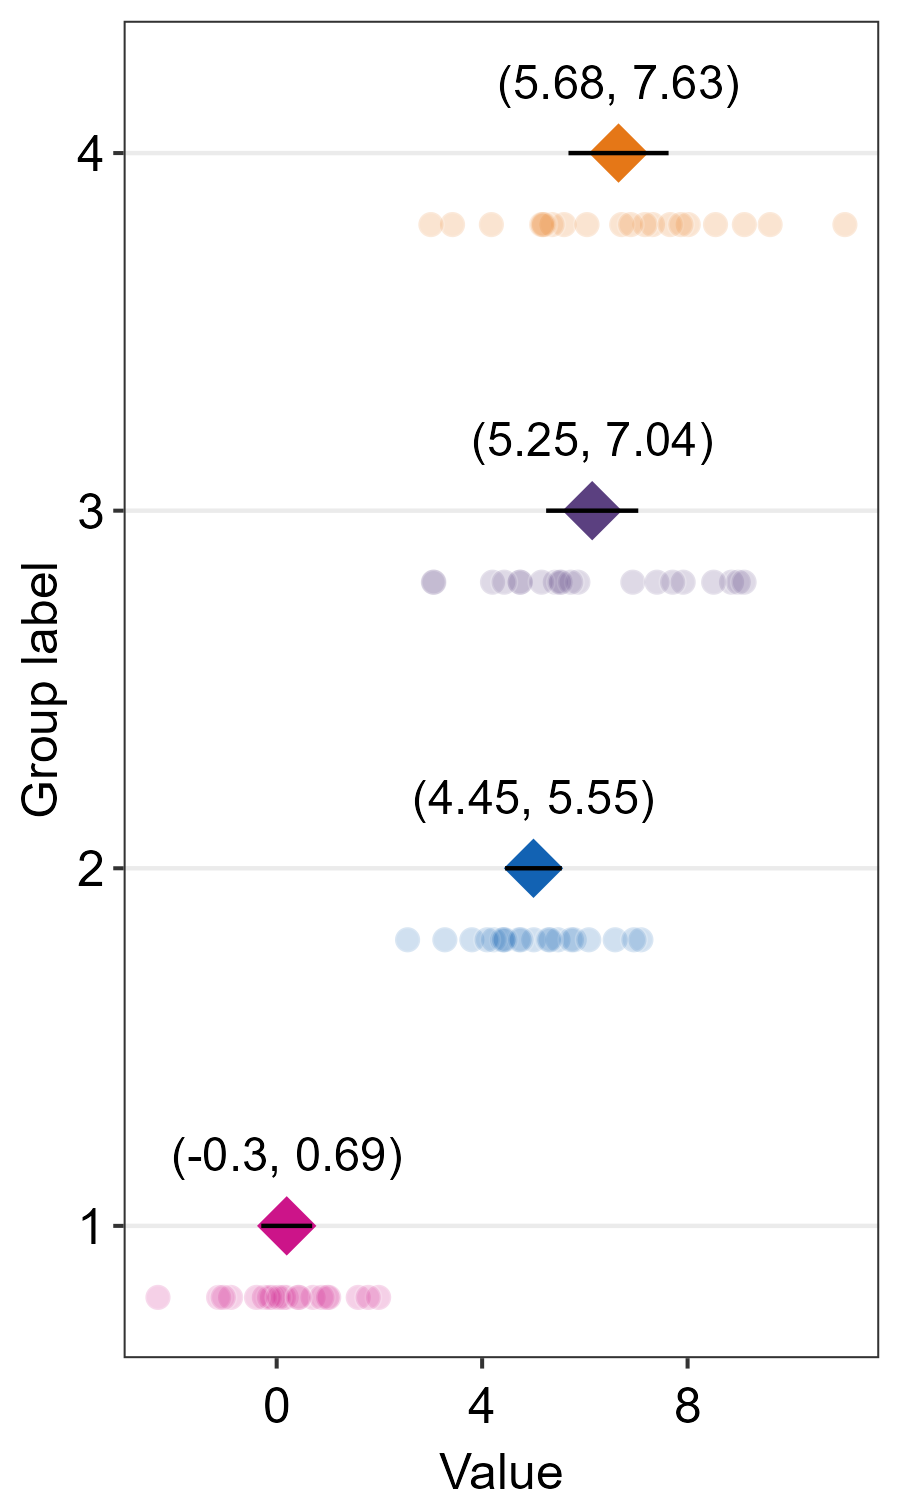 (5.68, 7.63)
4
(5.25, 7.04)
3
Group label
(4.45, 5.55)
2
(-0.3, 0.69)
1
0 4 8
Value